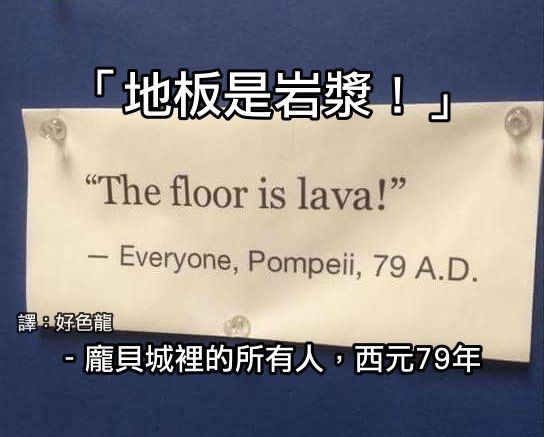 「地板是岩漿！」
“The floor is lava!”
— Everyone, Pompeii, 79 A.D.
譯：好色龍
- 龐貝城裡的所有人，西元79年